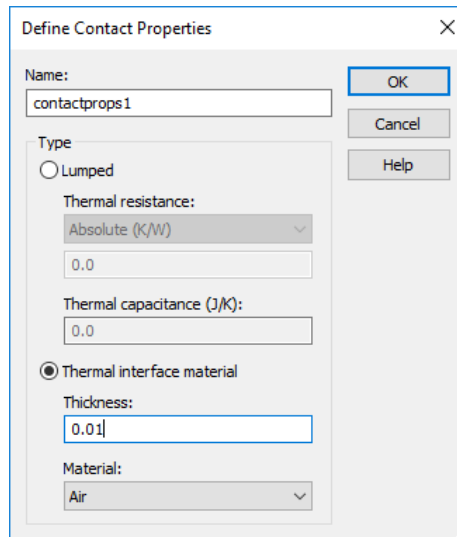 Define Contact Properties
Name:
contactprops1
OK
Cancel
Help
Type
Lumped
Thermal resistance:
Absolute (K/W)
0.0
Thermal capacitance (J/K):
0.0
Thermal interface material
Thickness:
0.01
Material:
Air